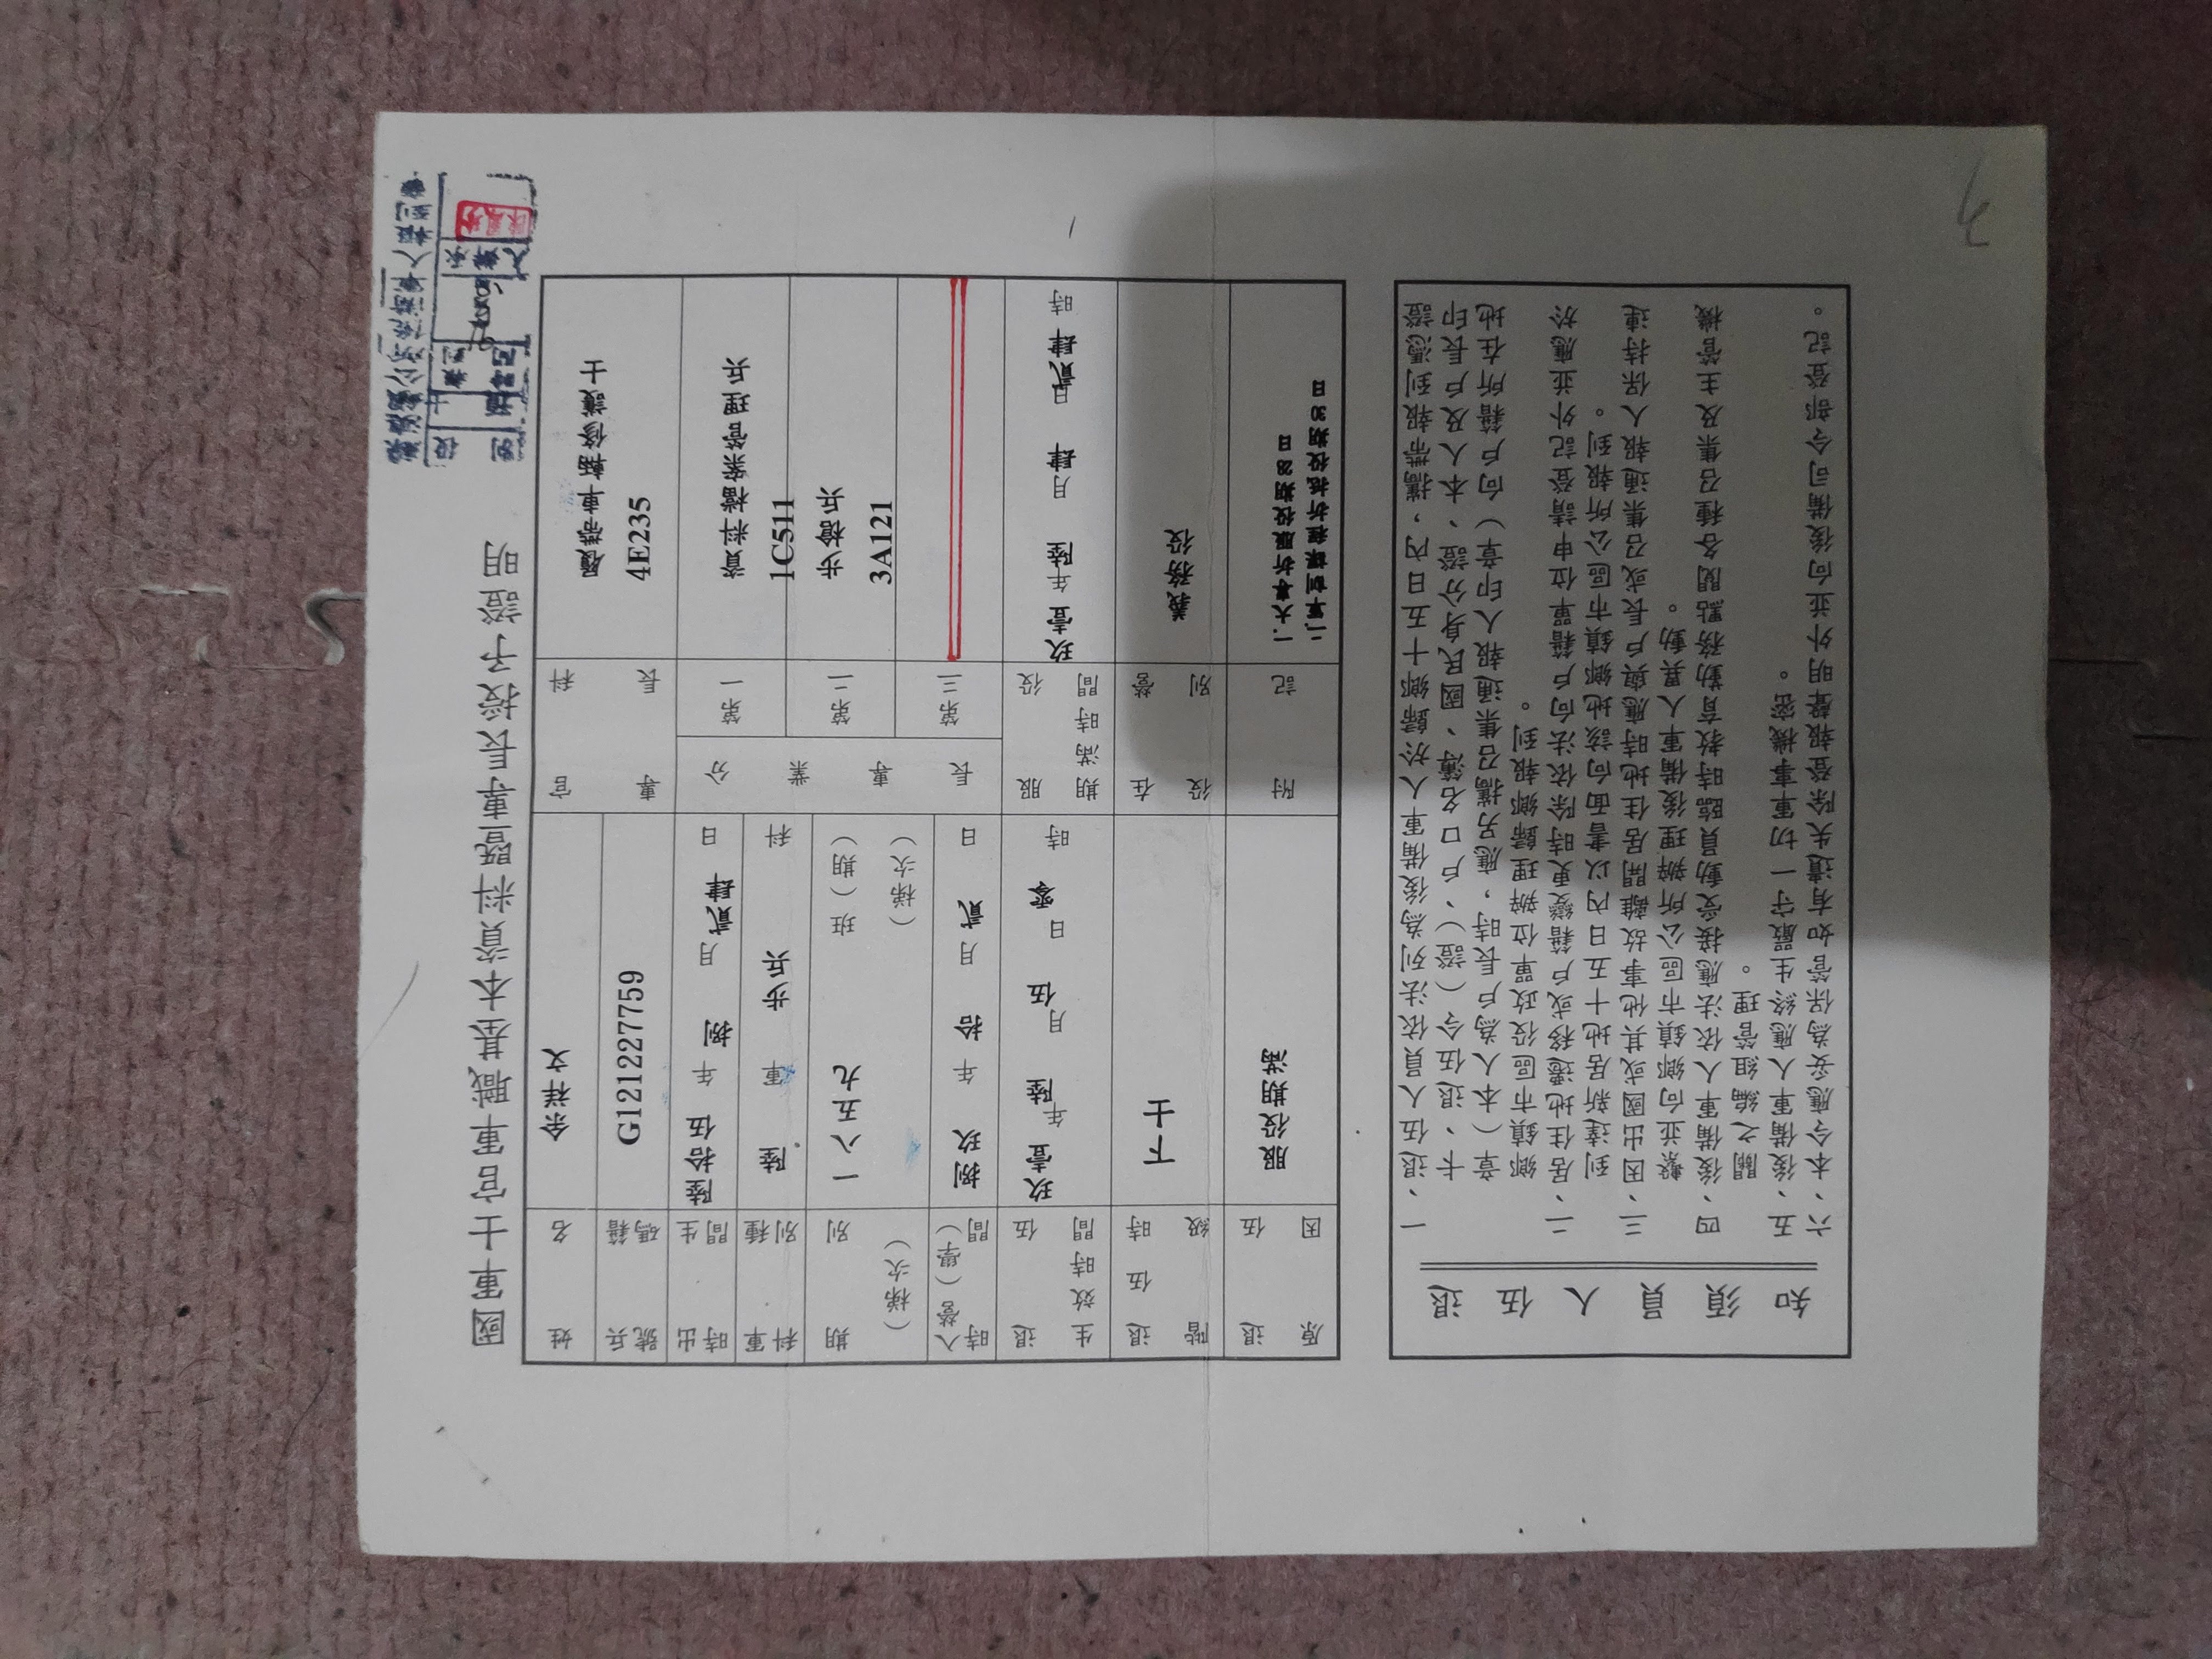 國軍士官軍職基本資料暨專長授予證明
姓名
余祥文
兵籍號碼
G121227759
出生時間
陸拾伍年捌月貳肆日
軍種科別
陸軍步兵科
期別（梯次）
一八五九班（期）（梯次）
入營（學）時間
捌玖年拾月貳日
退伍生效時間
玖壹年陸月伍日零時
退伍時階級
下士
退伍原因
服役期滿
官科專長
履帶車輛修護士
4E235
分業專長
第一
資料檔案管理兵
1C511
第二
步槍兵
3A121
第三
服役期滿時間
玖壹年陸月肆日貳肆時
在營役別
義務役
附記
一.大專折服役期28日
二.軍訓課程折抵役期30日
蘇澳鎮公所後備軍人報到章
役別
士
預
報到時間
承辦人
陳鳳珍
退伍人員須知
一、退伍人員依法列為後備軍人於歸鄉十五日內，攜帶報到憑證
卡、退伍令（證）、戶口名簿、國民身分證、本人及戶長印
章（本人為戶長時，應另攜召集通報人印章）向戶籍所在地
鄉鎮市區役政單位辦理歸鄉報到。
二、居住地遷移或戶籍變更時除依法向戶籍單位申請登記外並應於
到達新居地十五日內以書面向該地鄉鎮市區公所報到。
三、因出國或其他事故離開居住地時應與戶長或召集通報人保持連
繫並向鄉鎮市區公所辦理後備軍人異動。
四、後備軍人依法應接受動員臨時教育勤務點閱各種召集及主管機
關之編組管理。
五、後備軍人應終生嚴守一切軍事機密。
六、本令應妥為保管如有遺失除登報聲明外並向後備司令部登記。